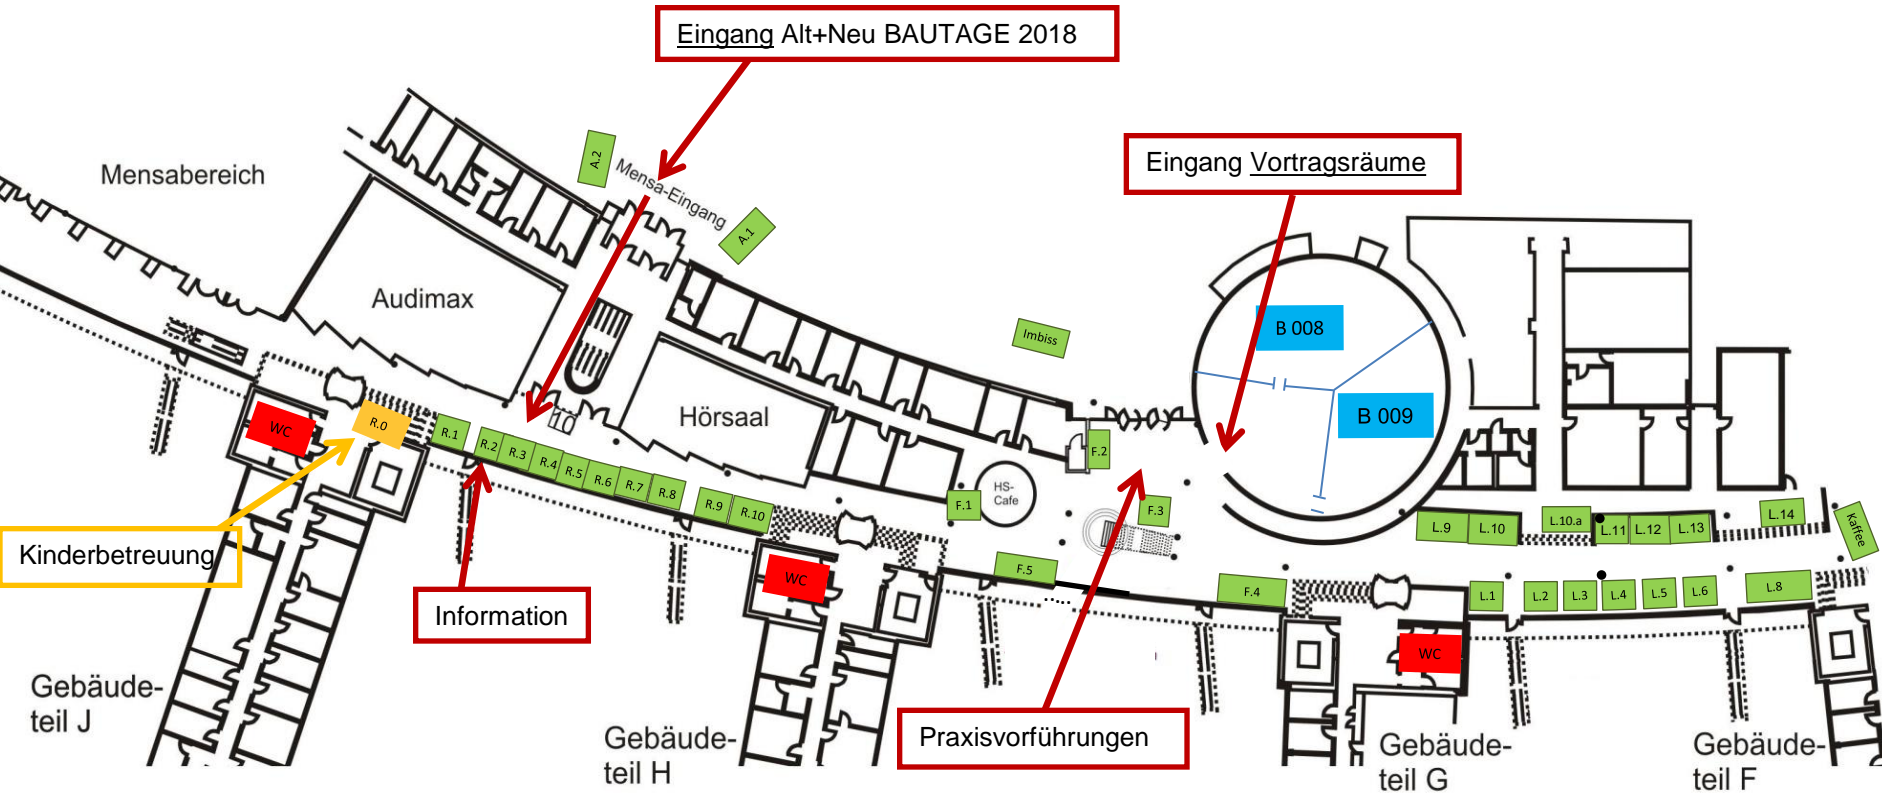 Eingang Alt+Neu BAUTAGE 2018
A.2
Mensa-Eingang
A.1
Mensabereich
Eingang Vortragsräume
Audimax
Imbiss
B 008
B 009
Hörsaal
10
WC
R.0
R.1
R.2
R.3
R.4
R.5
R.6
R.7
R.8
R.9
R.10
F.1
HS-
Cafe
F.2
F.3
F.5
F.4
L.9
L.10
L.10.a
L.11
L.12
L.13
L.14
Kaffee
L.1
L.2
L.3
L.4
L.5
L.6
L.8
Kinderbetreuung
Information
WC
WC
Praxisvorführungen
Gebäude-
teil J
Gebäude-
teil H
Gebäude-
teil G
Gebäude-
teil F